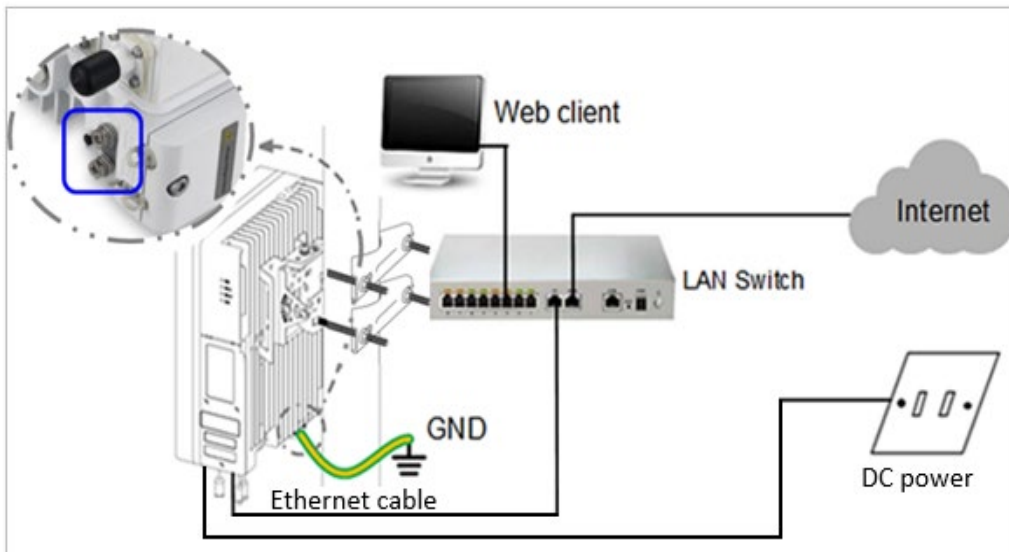 Web client
Internet
LAN Switch
GND
DC power
Ethernet cable